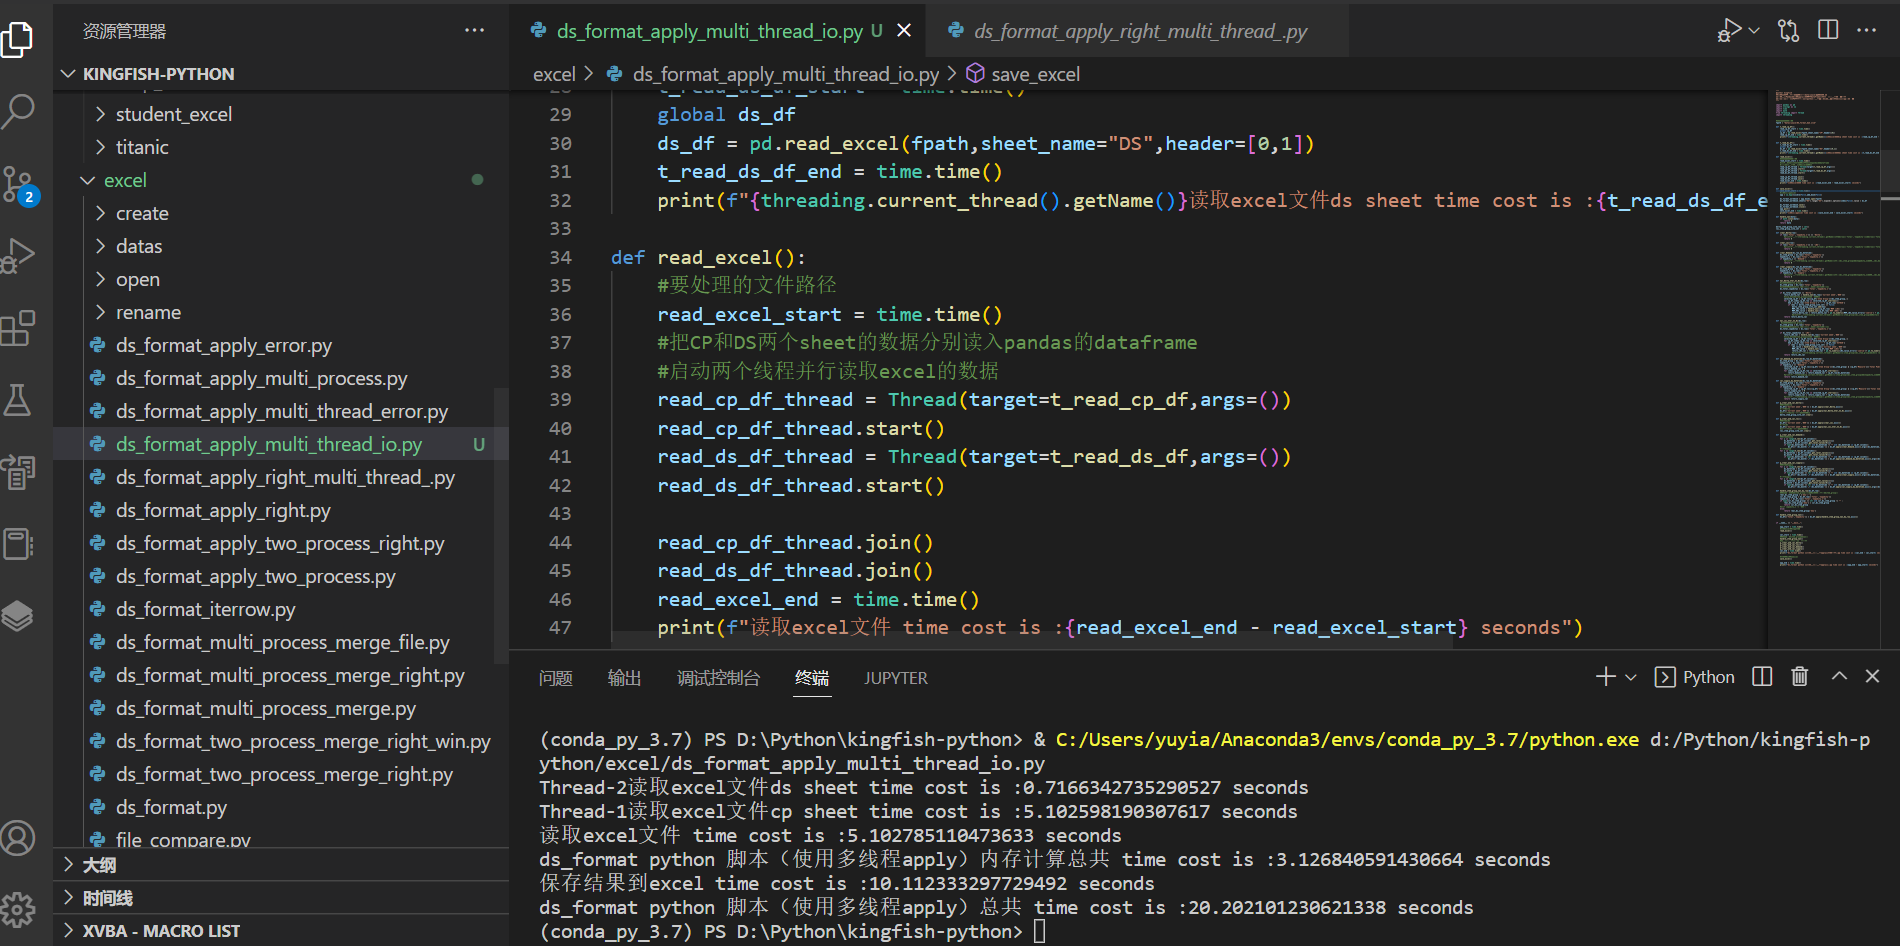 资源管理器
KINGFISH-PYTHON
student_excel
titanic
excel
create
datas
open
rename
ds_format_apply_error.py
ds_format_apply_multi_process.py
ds_format_apply_multi_thread_error.py
ds_format_apply_multi_thread_io.py U
ds_format_apply_right_multi_thread_.py
ds_format_apply_right.py
ds_format_apply_two_process_right.py
ds_format_apply_two_process.py
ds_format_iterrow.py
ds_format_multi_process_merge_file.py
ds_format_multi_process_merge_right.py
ds_format_multi_process_merge.py
ds_format_two_process_merge_right_win.py
ds_format_two_process_merge_right.py
ds_format.py
file_compare.py
大纲
时间线
XVBA - MACRO LIST
2
ds_format_apply_multi_thread_io.py U
ds_format_apply_right_multi_thread_.py
excel > ds_format_apply_multi_thread_io.py > save_excel
28 t_read_ds_df_start = time.time()
29 global ds_df
30 ds_df = pd.read_excel(fpath,sheet_name="DS",header=[0,1])
31 t_read_ds_df_end = time.time()
32 print(f"{threading.current_thread().getName()}读取excel文件ds sheet time cost is :{t_read_ds_df_e
33
34 def read_excel():
35 #要处理的文件路径
36 read_excel_start = time.time()
37 #把CP和DS两个sheet的数据分别读入pandas的dataframe
38 #启动两个线程并行读取excel的数据
39 read_cp_df_thread = Thread(target=t_read_cp_df,args=())
40 read_cp_df_thread.start()
41 read_ds_df_thread = Thread(target=t_read_ds_df,args=())
42 read_ds_df_thread.start()
43
44 read_cp_df_thread.join()
45 read_ds_df_thread.join()
46 read_excel_end = time.time()
47 print(f"读取excel文件 time cost is :{read_excel_end - read_excel_start} seconds")
问题 输出 调试控制台 终端 JUPYTER
Python
(conda_py_3.7) PS D:\Python\kingfish-python> & C:/Users/yuyia/Anaconda3/envs/conda_py_3.7/python.exe d:/Python/kingfish-p
ython/excel/ds_format_apply_multi_thread_io.py
Thread-2读取excel文件ds sheet time cost is :0.7166342735290527 seconds
Thread-1读取excel文件cp sheet time cost is :5.102598190307617 seconds
读取excel文件 time cost is :5.102785110473633 seconds
ds_format python 脚本（使用多线程apply）内存计算总共 time cost is :3.126840591430664 seconds
保存结果到excel time cost is :10.112333297729492 seconds
ds_format python 脚本（使用多线程apply）总共 time cost is :20.202101230621338 seconds
(conda_py_3.7) PS D:\Python\kingfish-python>